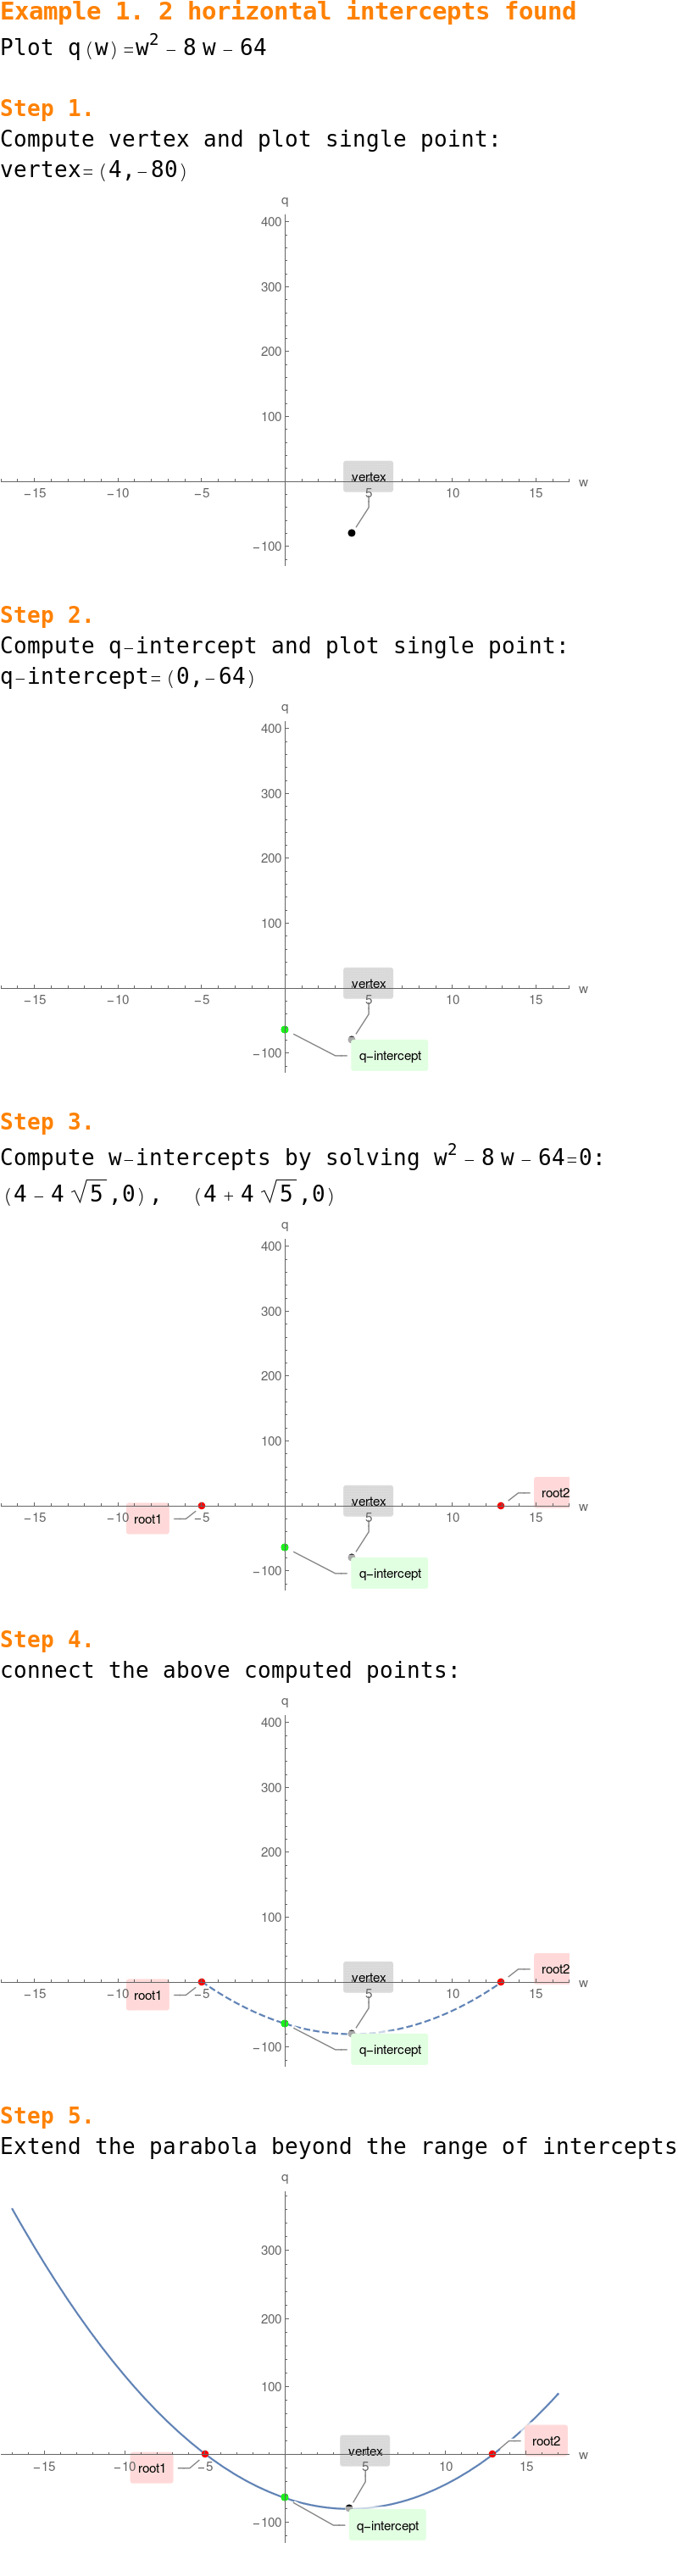 Example 1. 2 horizontal intercepts found
Plot q(w)=w² − 8 w − 64
Step 1.
Compute vertex and plot single point:
vertex=(4,−80)
q
400
300
200
100
vertex
−15 −10 −5 5 10 15 w
−100
Step 2.
Compute q−intercept and plot single point:
q−intercept=(0,−64)
q
400
300
200
100
vertex
−15 −10 −5 5 10 15 w
−100 q−intercept
Step 3.
Compute w−intercepts by solving w² − 8 w − 64=0:
(4 − 4 √5 ,0), (4 + 4 √5 ,0)
q
400
300
200
100
vertex root2
−15 −10 root1 −5 5 10 15 w
−100 q−intercept
Step 4.
connect the above computed points:
q
400
300
200
100
vertex root2
−15 −10 root1 −5 5 10 15 w
−100 q−intercept
Step 5.
Extend the parabola beyond the range of intercepts
q
300
200
100
vertex root2
−15 −10 root1 −5 5 10 15 w
−100 q−intercept